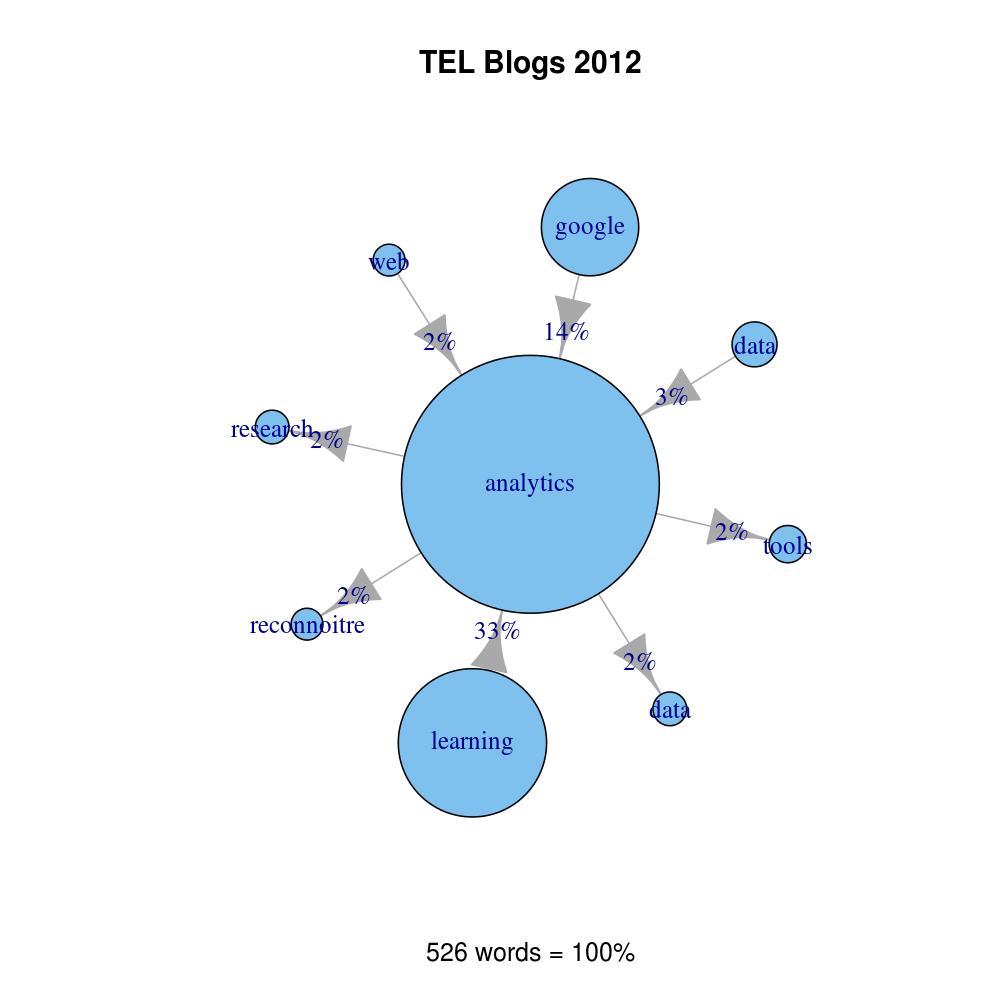 TEL Blogs 2012
google
web
14%
2%
data
3%
research
2%
analytics
2%
tools
2%
reconnoitre
33%
2%
data
learning
526 words = 100%